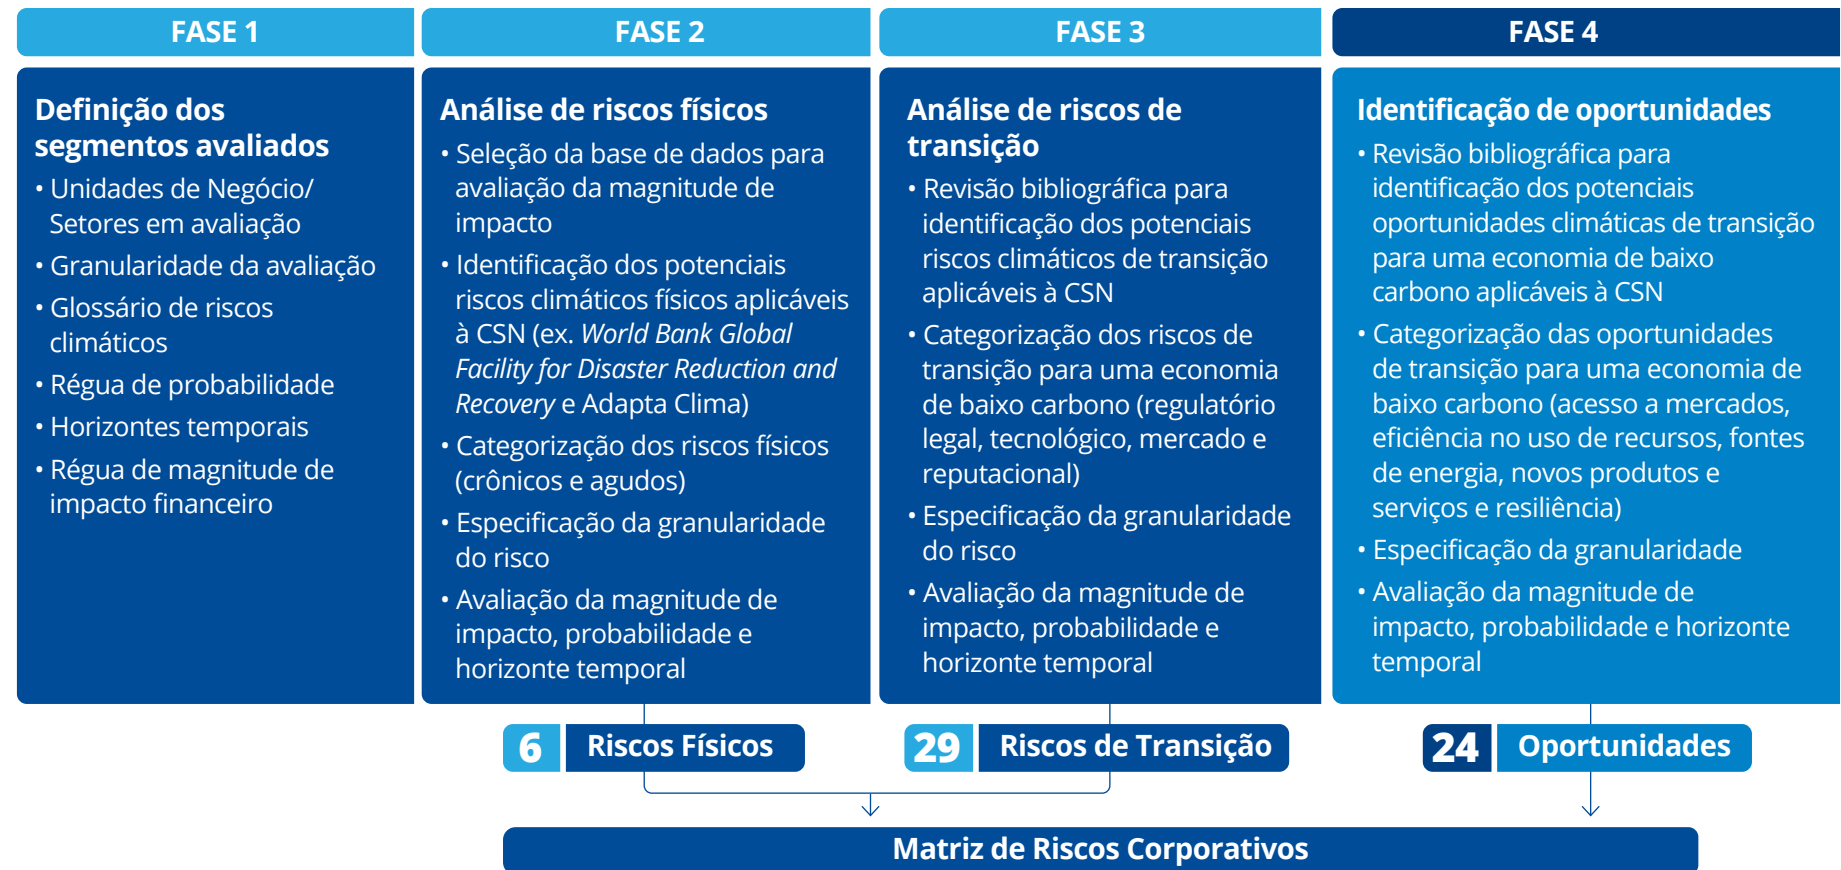 FASE 1
Definição dos
segmentos avaliados
• Unidades de Negócio/
Setores em avaliação
• Granularidade da avaliação
• Glossário de riscos
climáticos
• Régua de probabilidade
• Horizontes temporais
• Régua de magnitude de
impacto financeiro
FASE 2
Análise de riscos físicos
• Seleção da base de dados para
avaliação da magnitude de
impacto
• Identificação dos potenciais
riscos climáticos físicos aplicáveis
à CSN (ex. World Bank Global
Facility for Disaster Reduction and
Recovery e Adapta Clima)
• Categorização dos riscos físicos
(crônicos e agudos)
• Especificação da granularidade
do risco
• Avaliação da magnitude de
impacto, probabilidade e
horizonte temporal
FASE 3
Análise de riscos de
transição
• Revisão bibliográfica para
identificação dos potenciais
riscos climáticos de transição
aplicáveis à CSN
• Categorização dos riscos de
transição para uma economia
de baixo carbono (regulatório
legal, tecnológico, mercado e
reputacional)
• Especificação da granularidade
do risco
• Avaliação da magnitude de
impacto, probabilidade e
horizonte temporal
FASE 4
Identificação de oportunidades
• Revisão bibliográfica para
identificação dos potenciais
oportunidades climáticas de transição
para uma economia de baixo
carbono aplicáveis à CSN
• Categorização das oportunidades
de transição para uma economia de
baixo carbono (acesso a mercados,
eficiência no uso de recursos, fontes
de energia, novos produtos e
serviços e resiliência)
• Especificação da granularidade
• Avaliação da magnitude de
impacto, probabilidade e horizonte
temporal
6 Riscos Físicos
29 Riscos de Transição
24 Oportunidades
Matriz de Riscos Corporativos